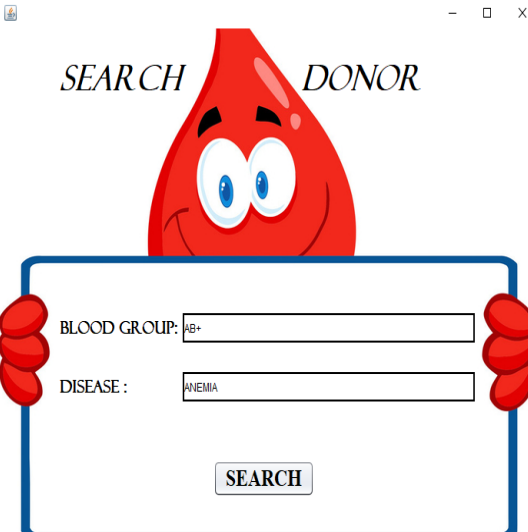 SEARCH DONOR
BLOOD GROUP: AB+
DISEASE : ANEMIA
SEARCH